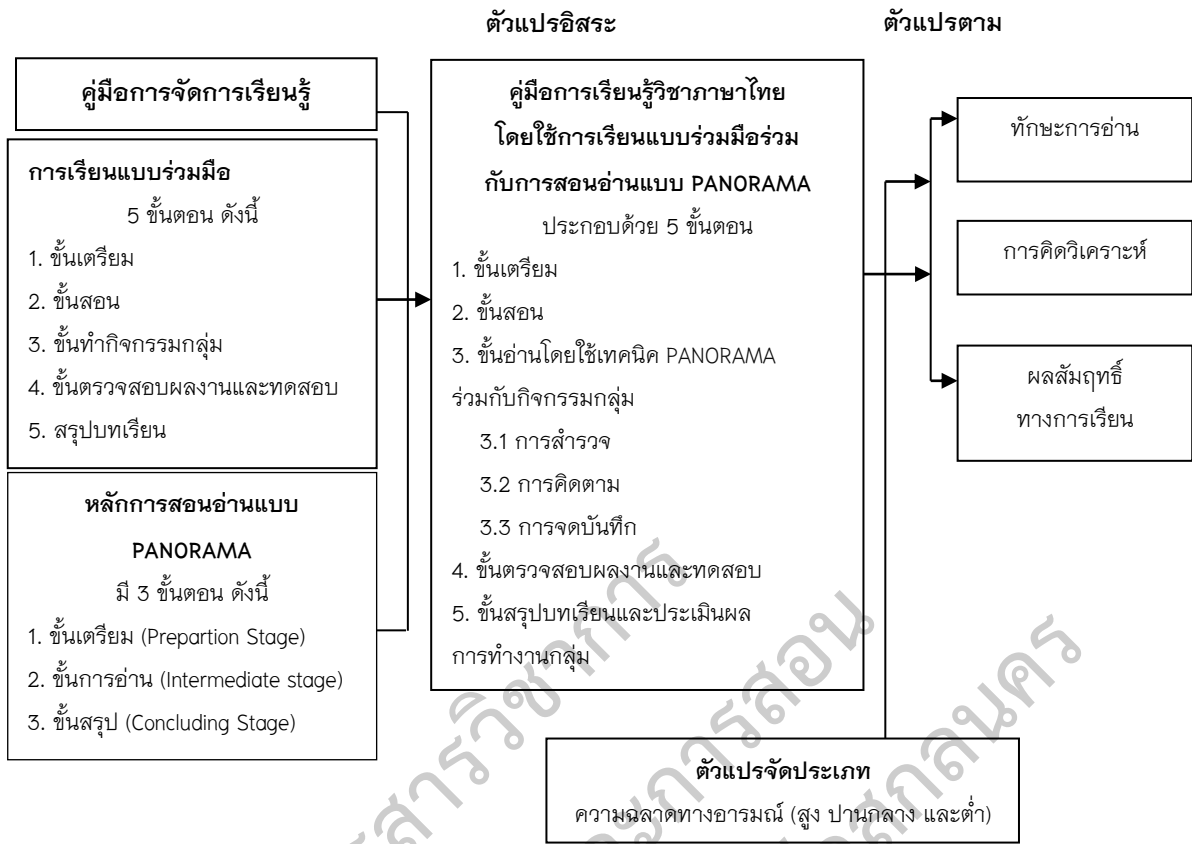 ตัวแปรอิสระ
ตัวแปรตาม
คู่มือการจัดการเรียนรู้
การเรียนแบบร่วมมือ
5 ขั้นตอน ดังนี้
1. ขั้นเตรียม
2. ขั้นสอน
3. ขั้นทำกิจกรรมกลุ่ม
4. ขั้นตรวจสอบผลงานและทดสอบ
5. สรุปบทเรียน
หลักการสอนอ่านแบบ
PANORAMA
มี 3 ขั้นตอน ดังนี้
1. ขั้นเตรียม (Prepartion Stage)
2. ขั้นการอ่าน (Intermediate stage)
3. ขั้นสรุป (Concluding Stage)
คู่มือการเรียนรู้วิชาภาษาไทย
โดยใช้การเรียนแบบร่วมมือร่วม
กับการสอนอ่านแบบ PANORAMA
ประกอบด้วย 5 ขั้นตอน
1. ขั้นเตรียม
2. ขั้นสอน
3. ขั้นอ่านโดยใช้เทคนิค PANORAMA
ร่วมกับกิจกรรมกลุ่ม
3.1 การสำรวจ
3.2 การคิดตาม
3.3 การจดบันทึก
4. ขั้นตรวจสอบผลงานและทดสอบ
5. ขั้นสรุปบทเรียนและประเมินผล
การทำงานกลุ่ม
ทักษะการอ่าน
การคิดวิเคราะห์
ผลสัมฤทธิ์
ทางการเรียน
ตัวแปรจัดประเภท
ความฉลาดทางอารมณ์ (สูง ปานกลาง และต่ำ)